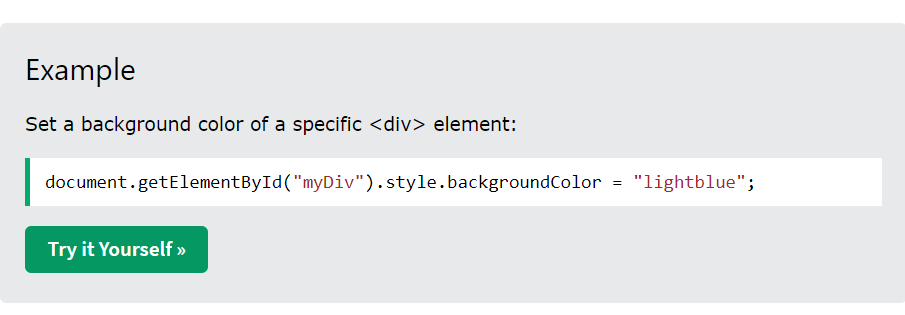 Example
Set a background color of a specific <div> element:
document.getElementById("myDiv").style.backgroundColor = "lightblue";
Try it Yourself »